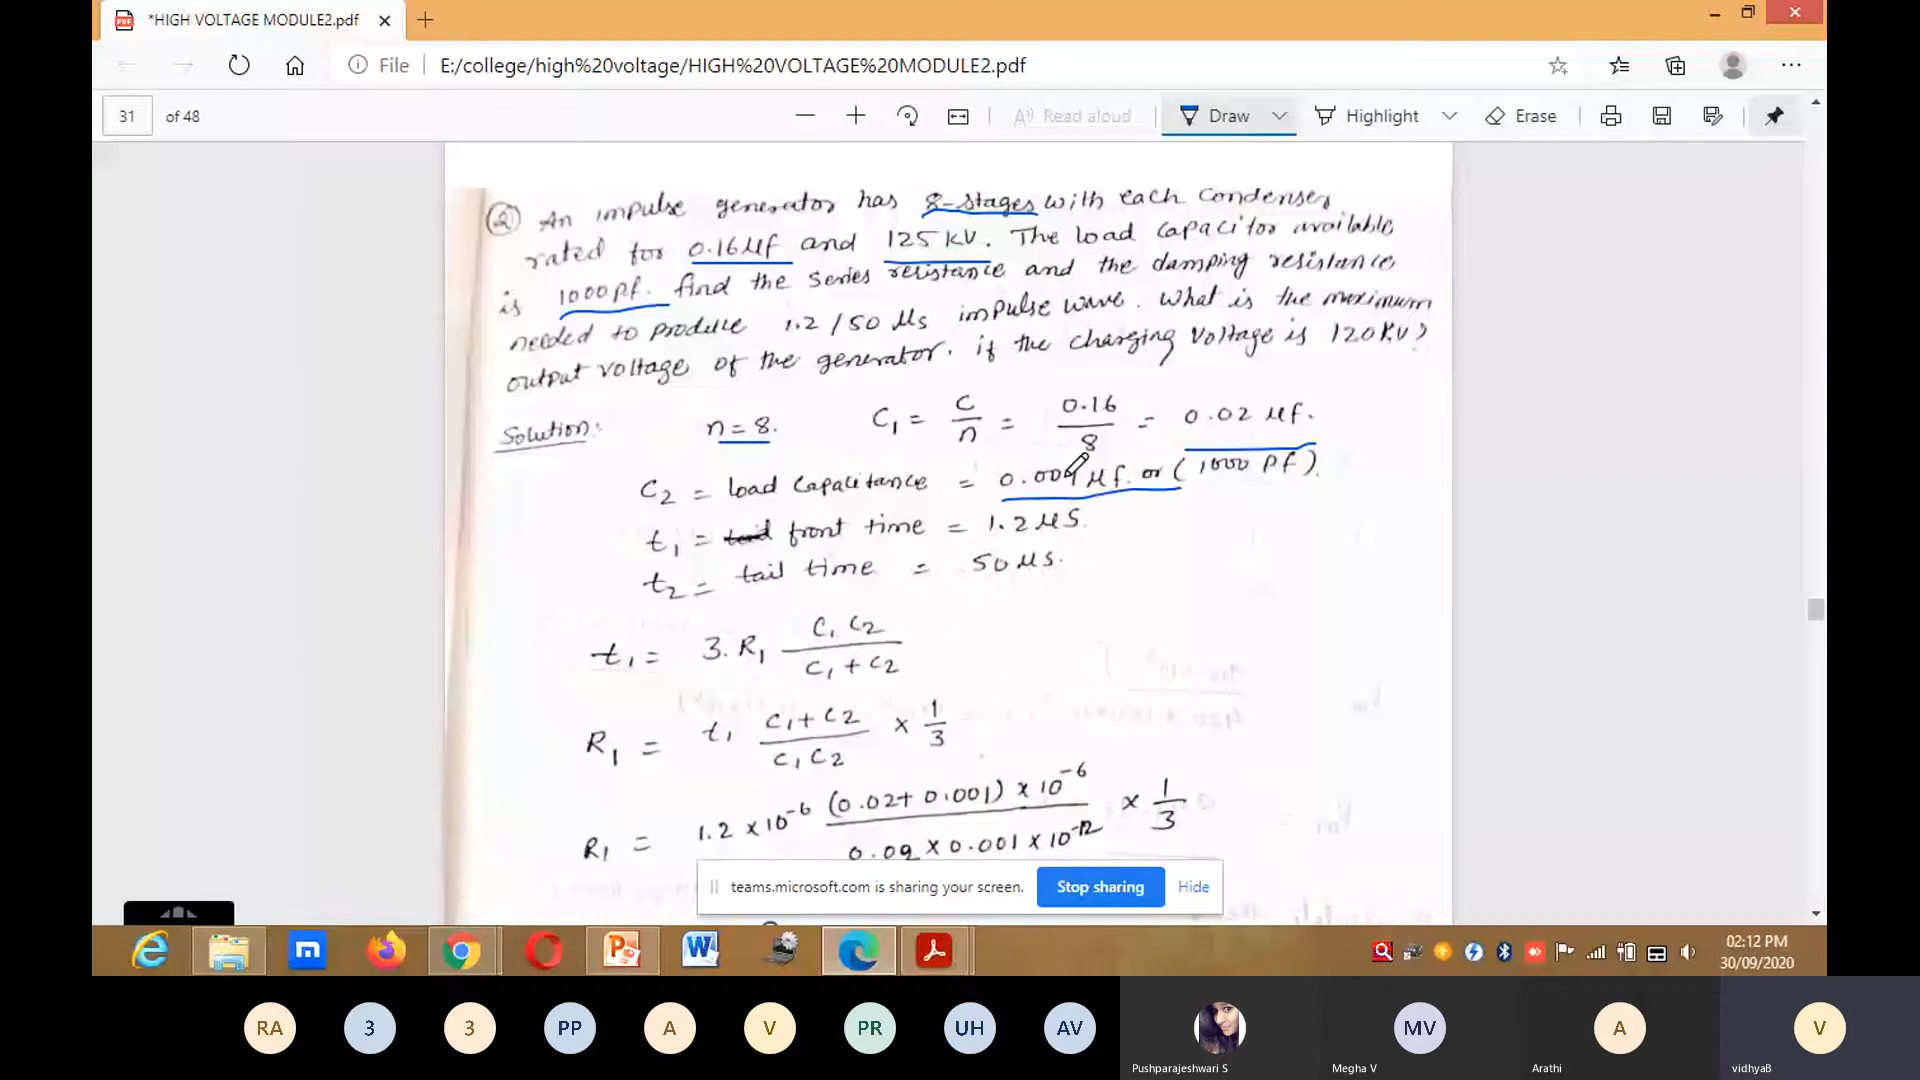 *HIGH VOLTAGE MODULE2.pdf
File E:/college/high%20voltage/HIGH%20VOLTAGE%20MODULE2.pdf
31 of 48 Read aloud Draw Highlight Erase
② An impulse generator has 8-stages with each Condenser
rated for 0.16μf and 125 kV. The load capacitor available
is 1000 pf. find the series resistance and the damping resistance
needed to produce 1.2/50 μs impulse wave. What is the maximum
output voltage of the generator. if the charging voltage is 120KV?
Solution: n = 8. C1 = C/n = 0.16/8 = 0.02 μf.
C2 = load capacitance = 0.001 μf. or (1000 pf).
t1 = front time = 1.2 μs.
t2 = tail time = 50 μs.
t1 = 3. R1 C1 C2 / C1 + C2
R1 = t1 C1 + C2 / C1 C2 × 1/3
R1 = 1.2 × 10^-6 (0.02 + 0.001) × 10^-6 / 0.02 × 0.001 × 10^-12 × 1/3
teams.microsoft.com is sharing your screen. Stop sharing Hide
02:12 PM
30/09/2020
RA 3 3 PP A V PR UH AV MV A V
Pushparajeshwari S Megha V Arathi vidhyaB